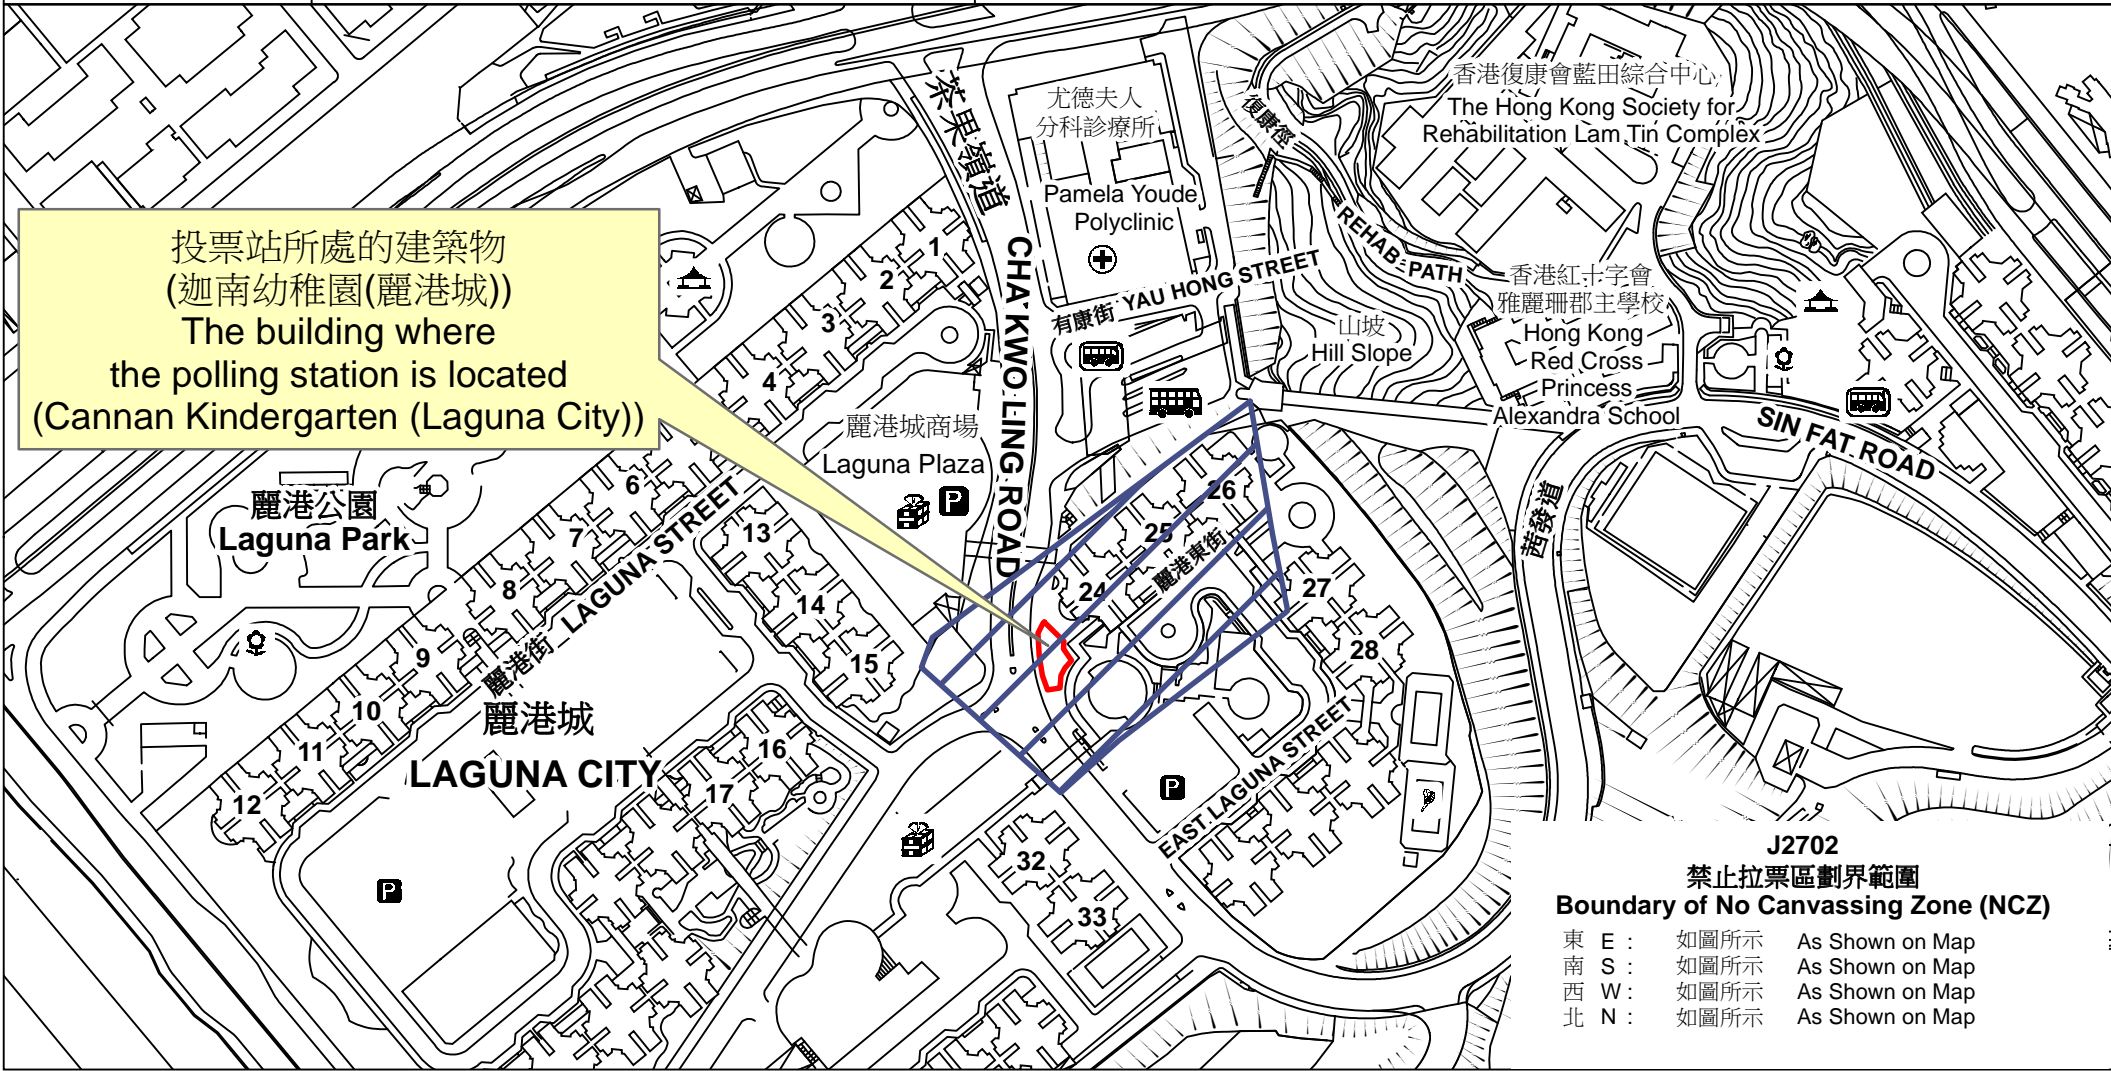 投票站所處的建築物
(迦南幼稚園(麗港城))
The building where
the polling station is located
(Cannan Kindergarten (Laguna City))
茶果嶺道
CHA KWO LING ROAD
尤德夫人
分科診療所
Pamela Youde
Polyclinic
復康徑
REHAB PATH
香港復康會藍田綜合中心
The Hong Kong Society for
Rehabilitation Lam Tin Complex
有康街 YAU HONG STREET
山坡
Hill Slope
香港紅十字會
雅麗珊郡主學校
Hong Kong
Red Cross
Princess
Alexandra School
SIN FAT ROAD
茜發道
1
2
3
4
6
7
8
9
10
11
12
麗港城商場
Laguna Plaza
P
麗港公園
Laguna Park
麗港街 LAGUNA STREET
13
14
15
16
17
麗港城
LAGUNA CITY
P
24
25
26
麗港東街
27
28
EAST LAGUNA STREET
P
32
33
J2702
禁止拉票區劃界範圍
Boundary of No Canvassing Zone (NCZ)
東 E : 如圖所示 As Shown on Map
南 S : 如圖所示 As Shown on Map
西 W : 如圖所示 As Shown on Map
北 N : 如圖所示 As Shown on Map